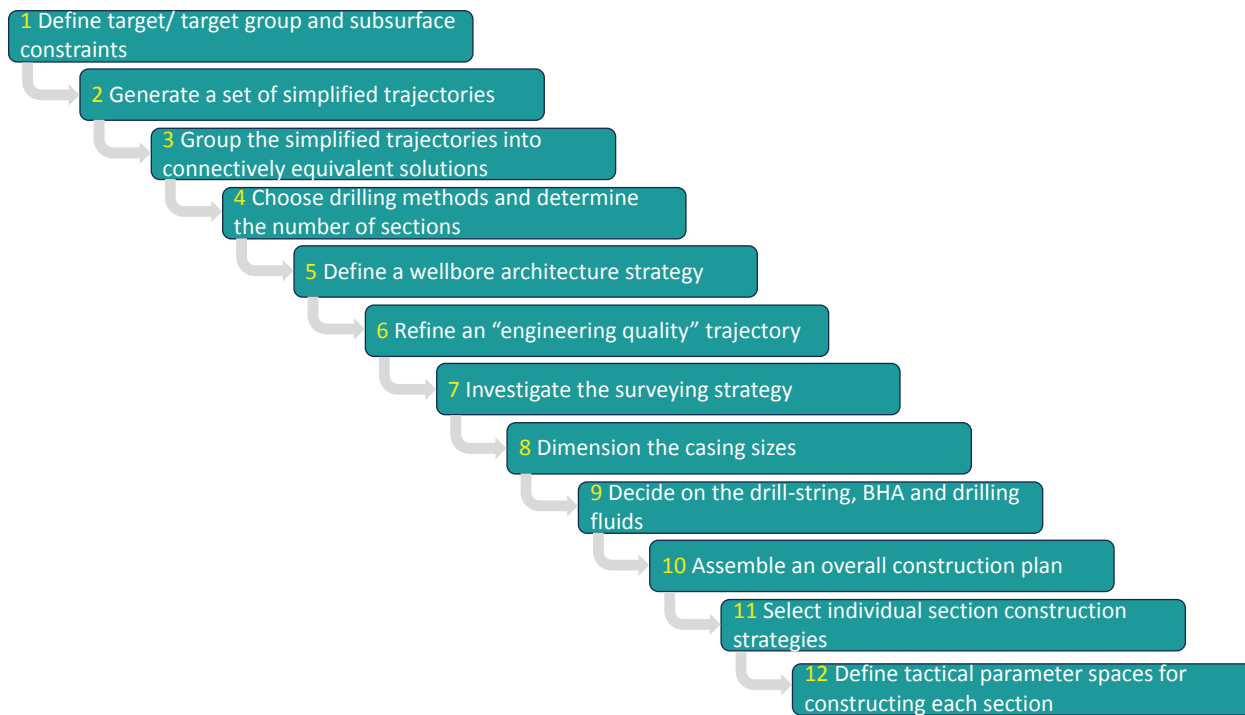 1 Define target/ target group and subsurface
constraints
2 Generate a set of simplified trajectories
3 Group the simplified trajectories into
connectively equivalent solutions
4 Choose drilling methods and determine
the number of sections
5 Define a wellbore architecture strategy
6 Refine an “engineering quality” trajectory
7 Investigate the surveying strategy
8 Dimension the casing sizes
9 Decide on the drill-string, BHA and drilling
fluids
10 Assemble an overall construction plan
11 Select individual section construction
strategies
12 Define tactical parameter spaces for
constructing each section